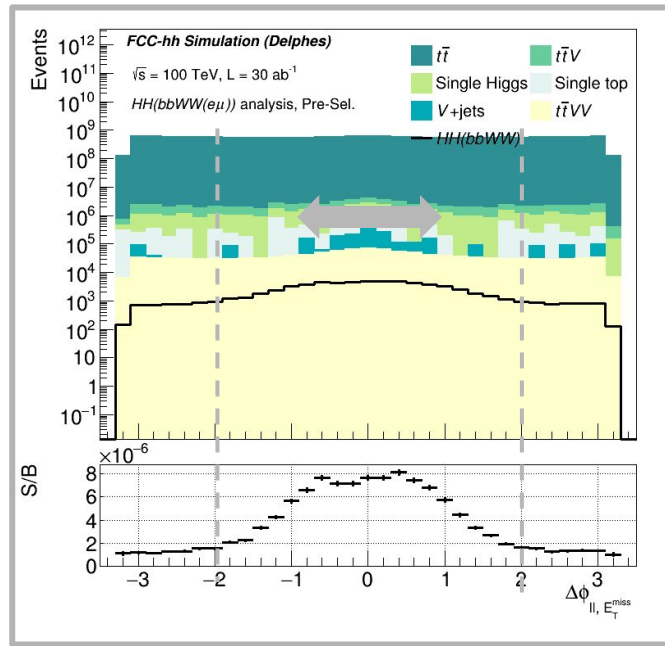 Events
10¹²
10¹¹
10¹⁰
10⁹
10⁸
10⁷
10⁶
10⁵
10⁴
10³
10²
10
1
10⁻¹
FCC-hh Simulation (Delphes)
√s = 100 TeV, L = 30 ab⁻¹
HH(bbWW(eμ)) analysis, Pre-Sel.
tt̄
tt̄V
Single Higgs
Single top
V+jets
tt̄VV
HH(bbWW)
×10⁻⁶
S/B
8
6
4
2
0
−3 −2 −1 0 1 2 3
Δϕ ll, E_T^miss